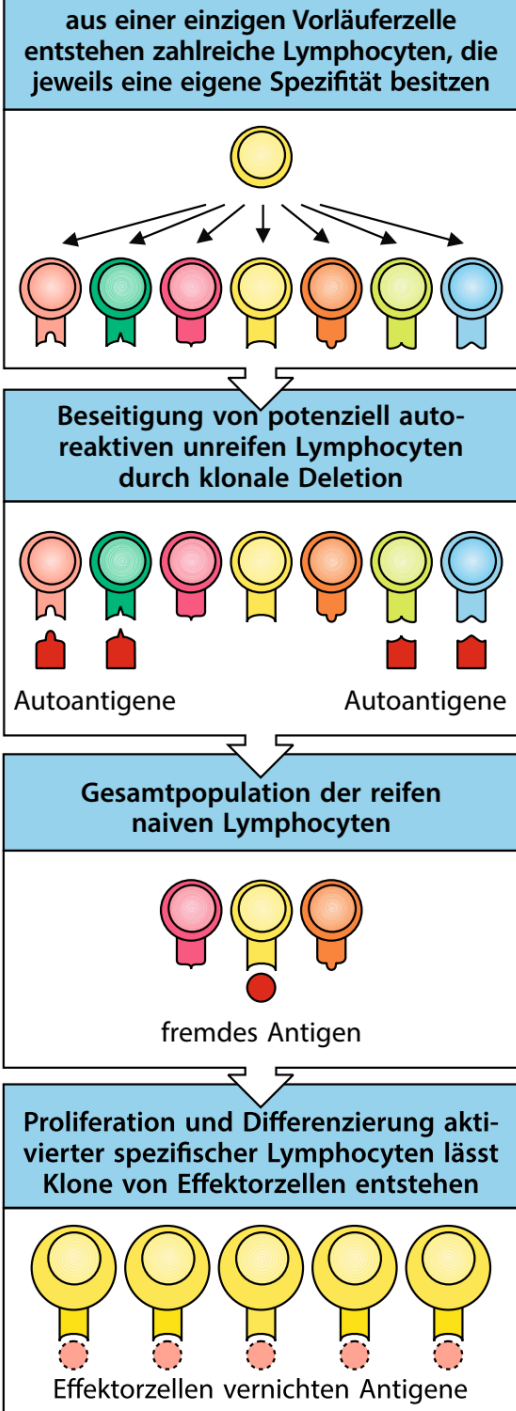 aus einer einzigen Vorläuferzelle
entstehen zahlreiche Lymphocyten, die
jeweils eine eigene Spezifität besitzen
Beseitigung von potenziell auto-
reaktiven unreifen Lymphocyten
durch klonale Deletion
Autoantigene
Autoantigene
Gesamtpopulation der reifen
naiven Lymphocyten
fremdes Antigen
Proliferation und Differenzierung akti-
vierter spezifischer Lymphocyten lässt
Klone von Effektorzellen entstehen
Effektorzellen vernichten Antigene